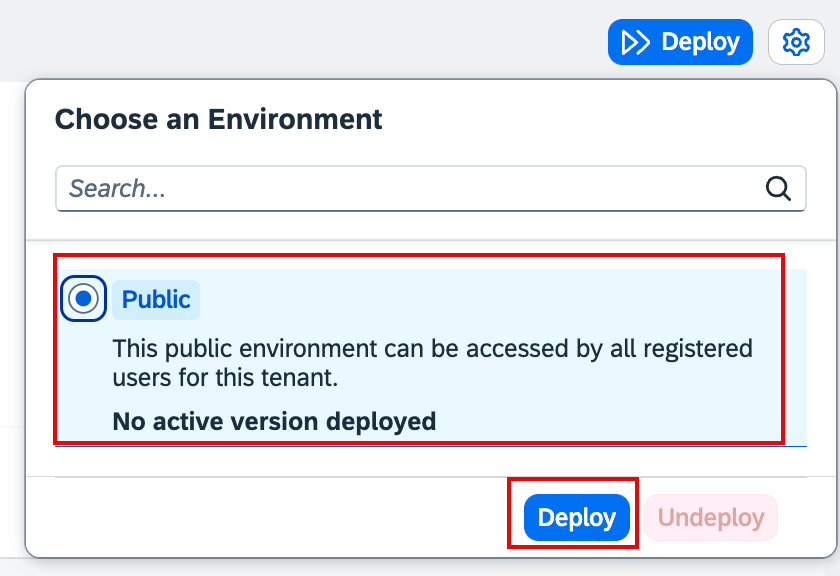 Deploy
Choose an Environment
Search...
Public
This public environment can be accessed by all registered
users for this tenant.
No active version deployed
Deploy
Undeploy